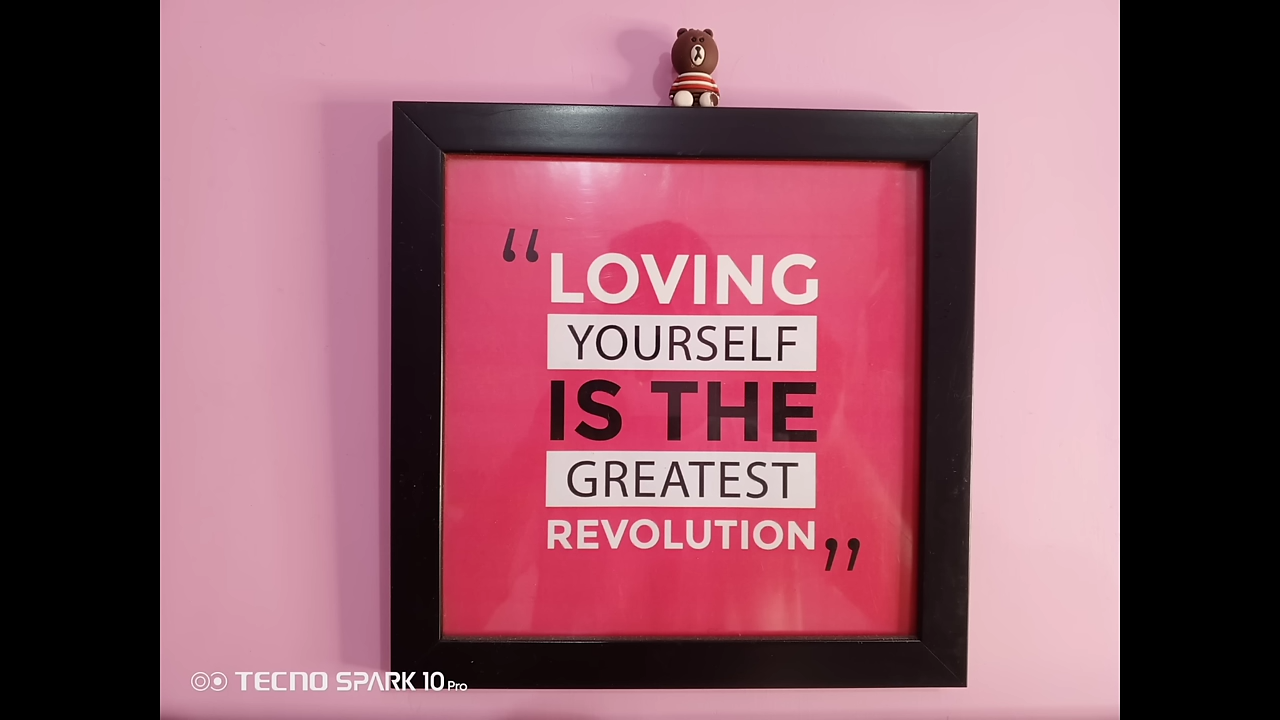 “LOVING
YOURSELF
IS THE
GREATEST
REVOLUTION”
TECNO SPARK 10 Pro